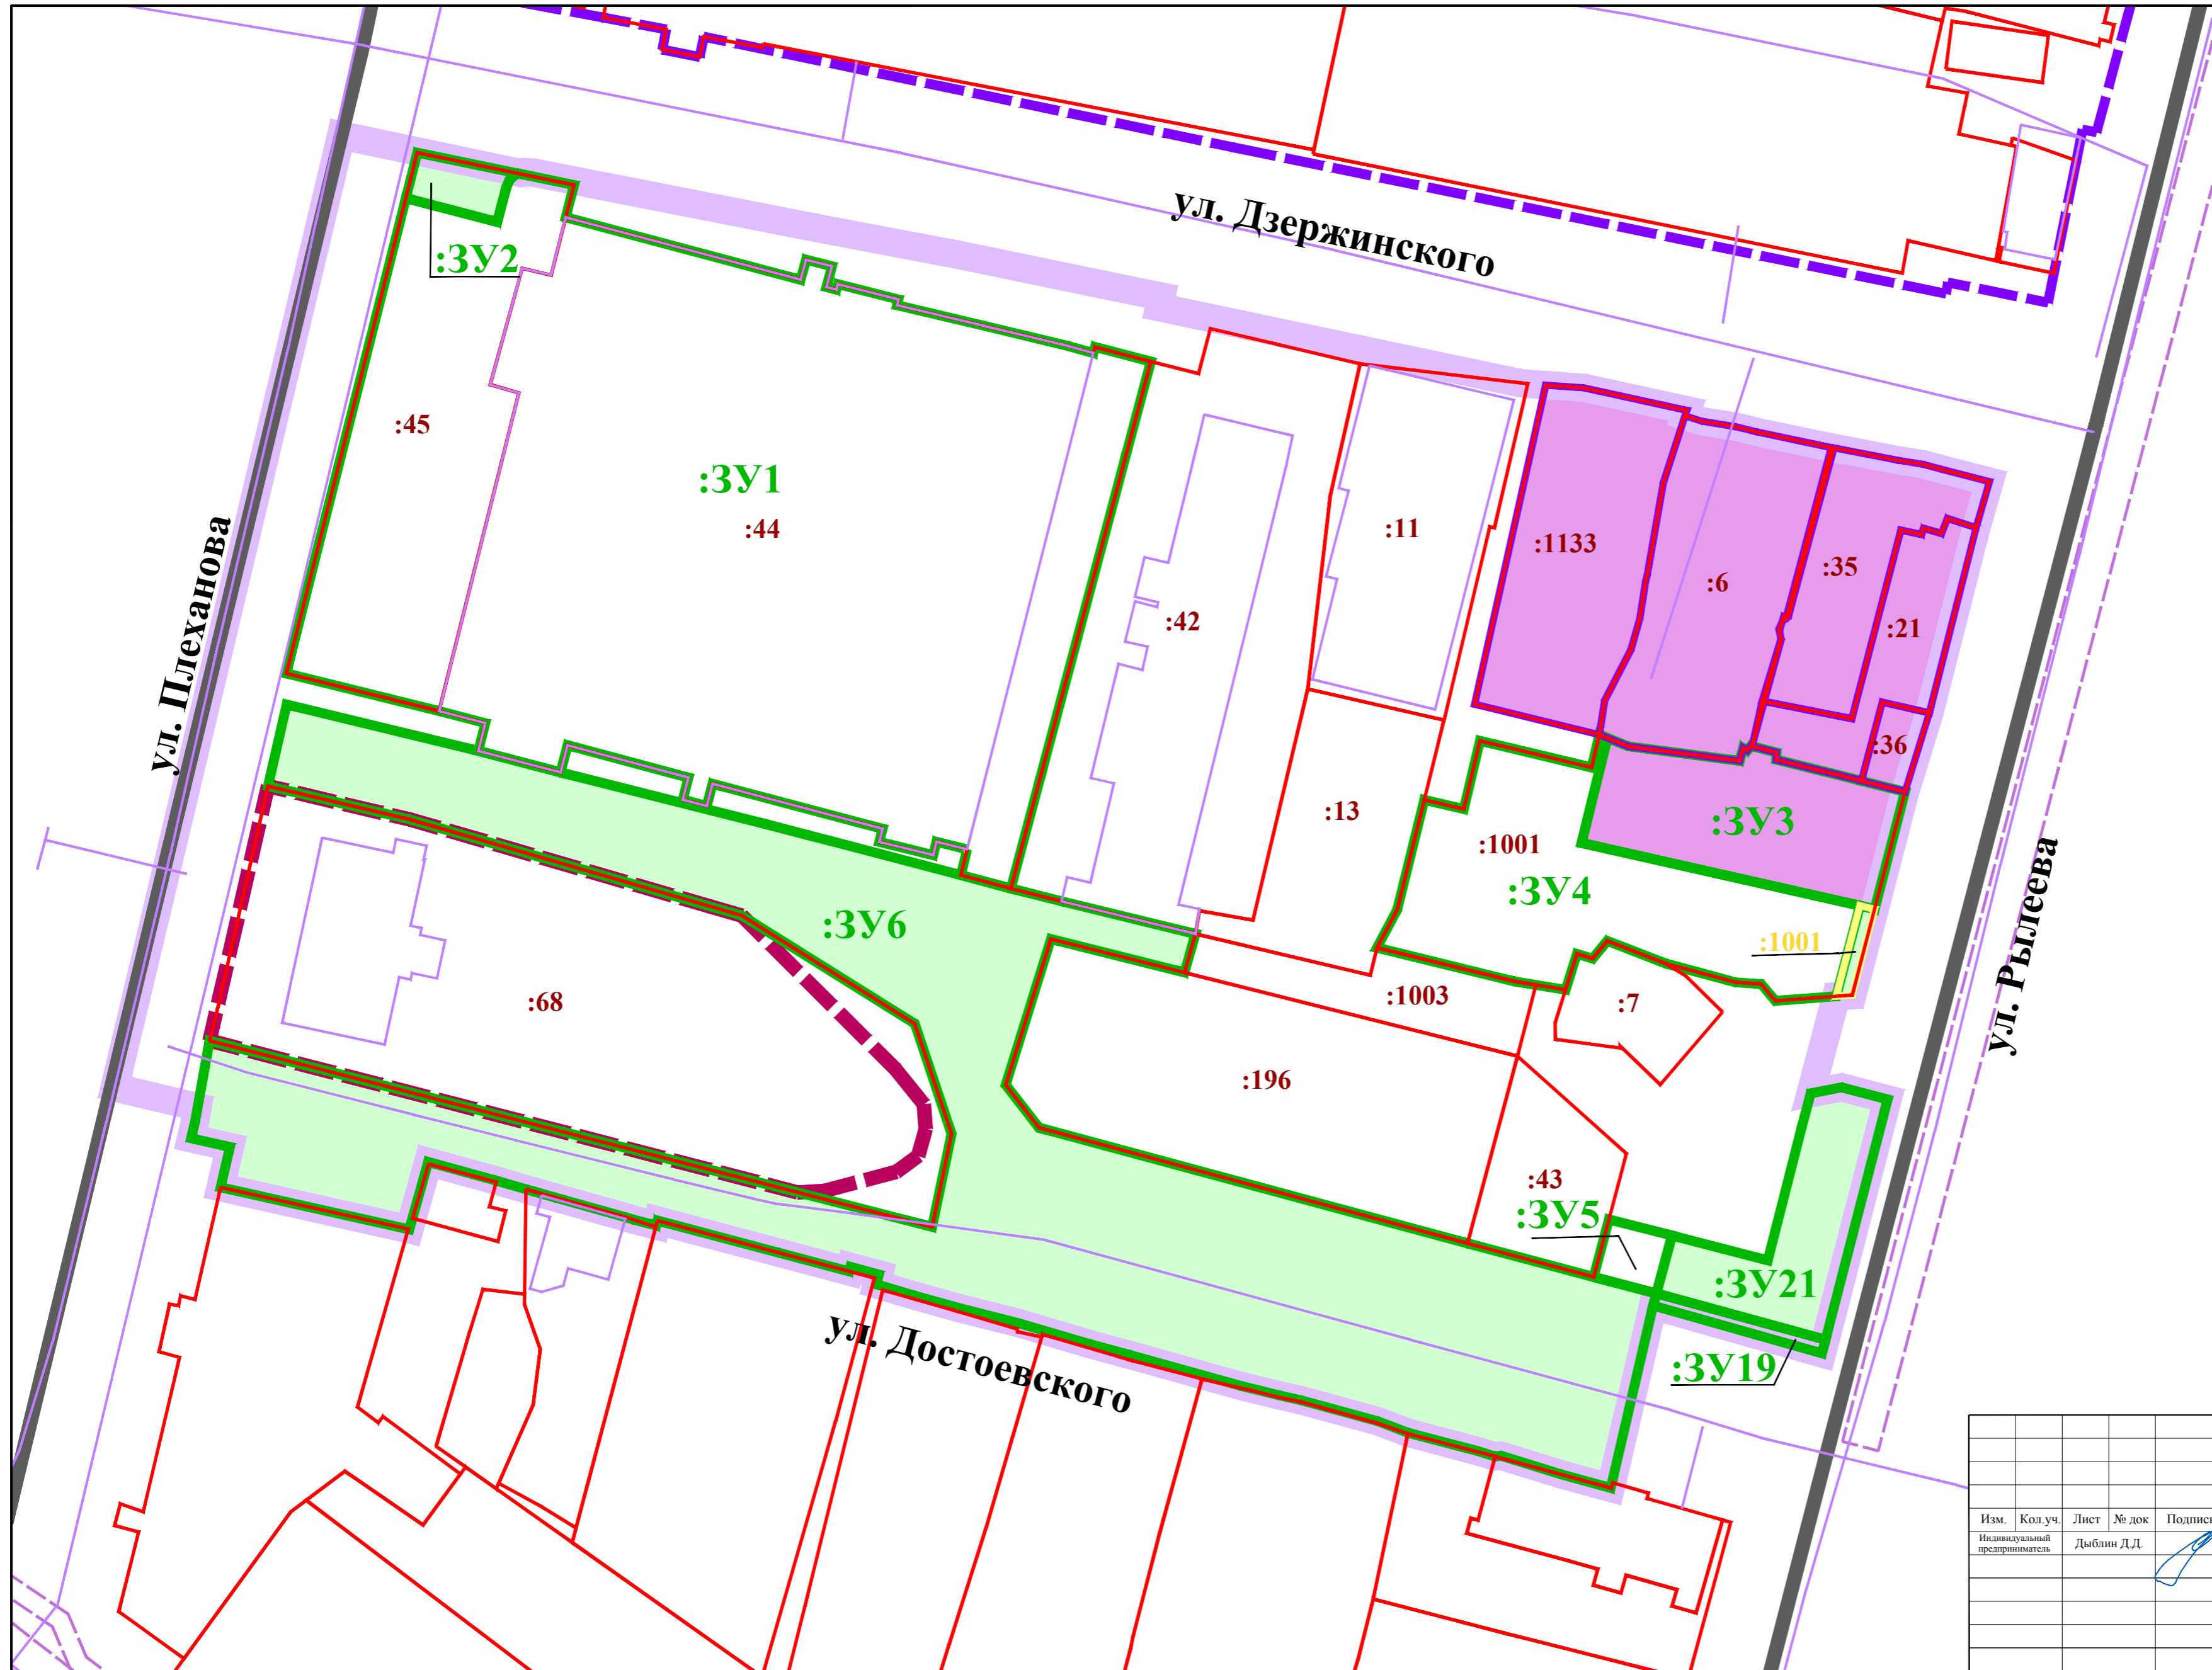 ул. Дзержинского
:ЗУ2
:45
:ЗУ1
:44
:11
:1133
:6
:35
:21
:42
ул. Плеханова
:36
:13
:1001
:ЗУ3
:ЗУ4
:ЗУ6
:1001
ул. Рылеева
:68
:1003
:7
:196
:43
:ЗУ5
:ЗУ21
ул. Достоевского
:ЗУ19
Изм. Кол.уч. Лист № док
Индивидуальный
предприниматель
Дыблин Д.Д.